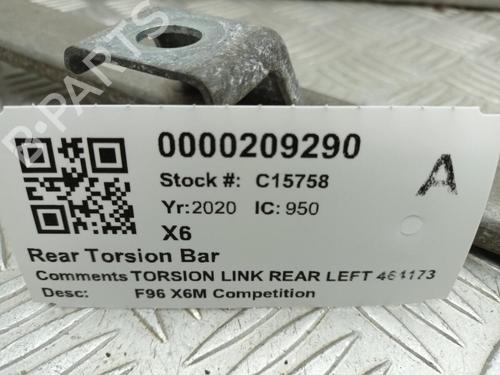 B-PARTS
0000209290
Stock #: C15758
Yr: 2020 IC: 950
X6
Rear Torsion Bar
Comments TORSION LINK REAR LEFT 461173
Desc: F96 X6M Competition
A